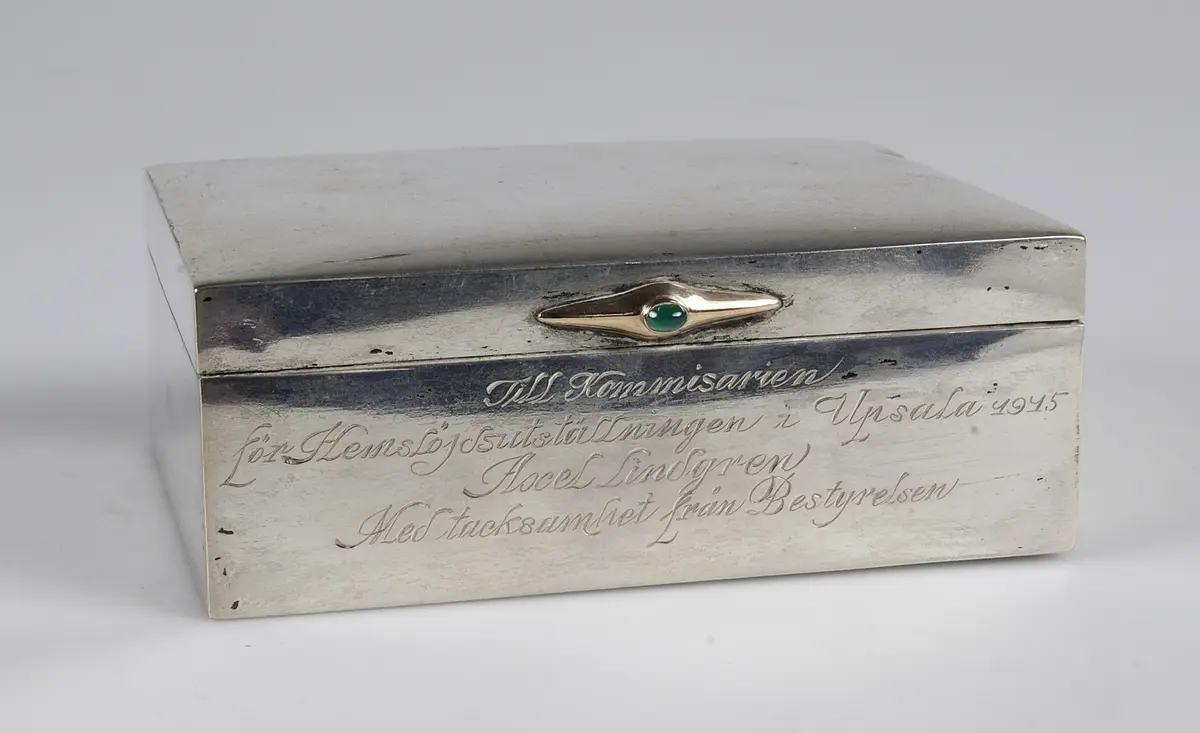 Till Kommisarien
för Hemslöjdsutställningen i Upsala 1915
Axel Lindgren
Med tacksamhet från Bestyrelsen